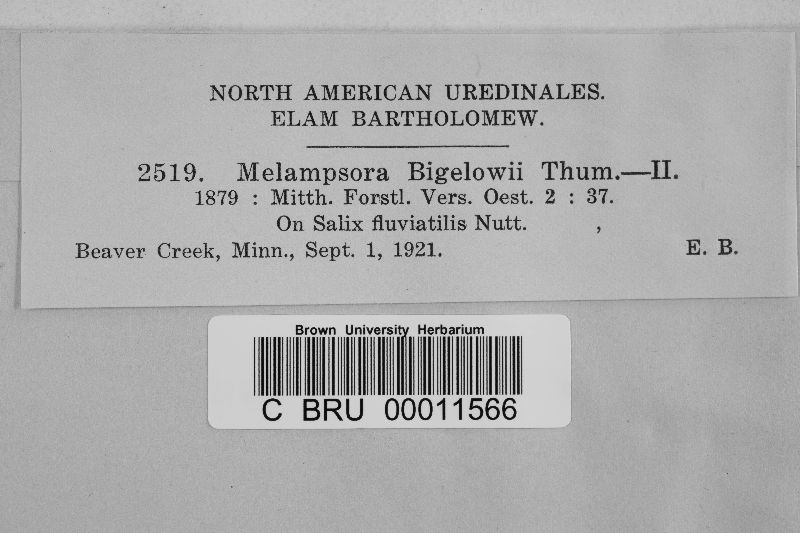 NORTH AMERICAN UREDINALES.
ELAM BARTHOLOMEW.
2519. Melampsora Bigelowii Thum.—II.
1879 : Mitth. Forstl. Vers. Oest. 2 : 37.
On Salix fluviatilis Nutt. ,
Beaver Creek, Minn., Sept. 1, 1921. E. B.
Brown University Herbarium
C BRU 00011566